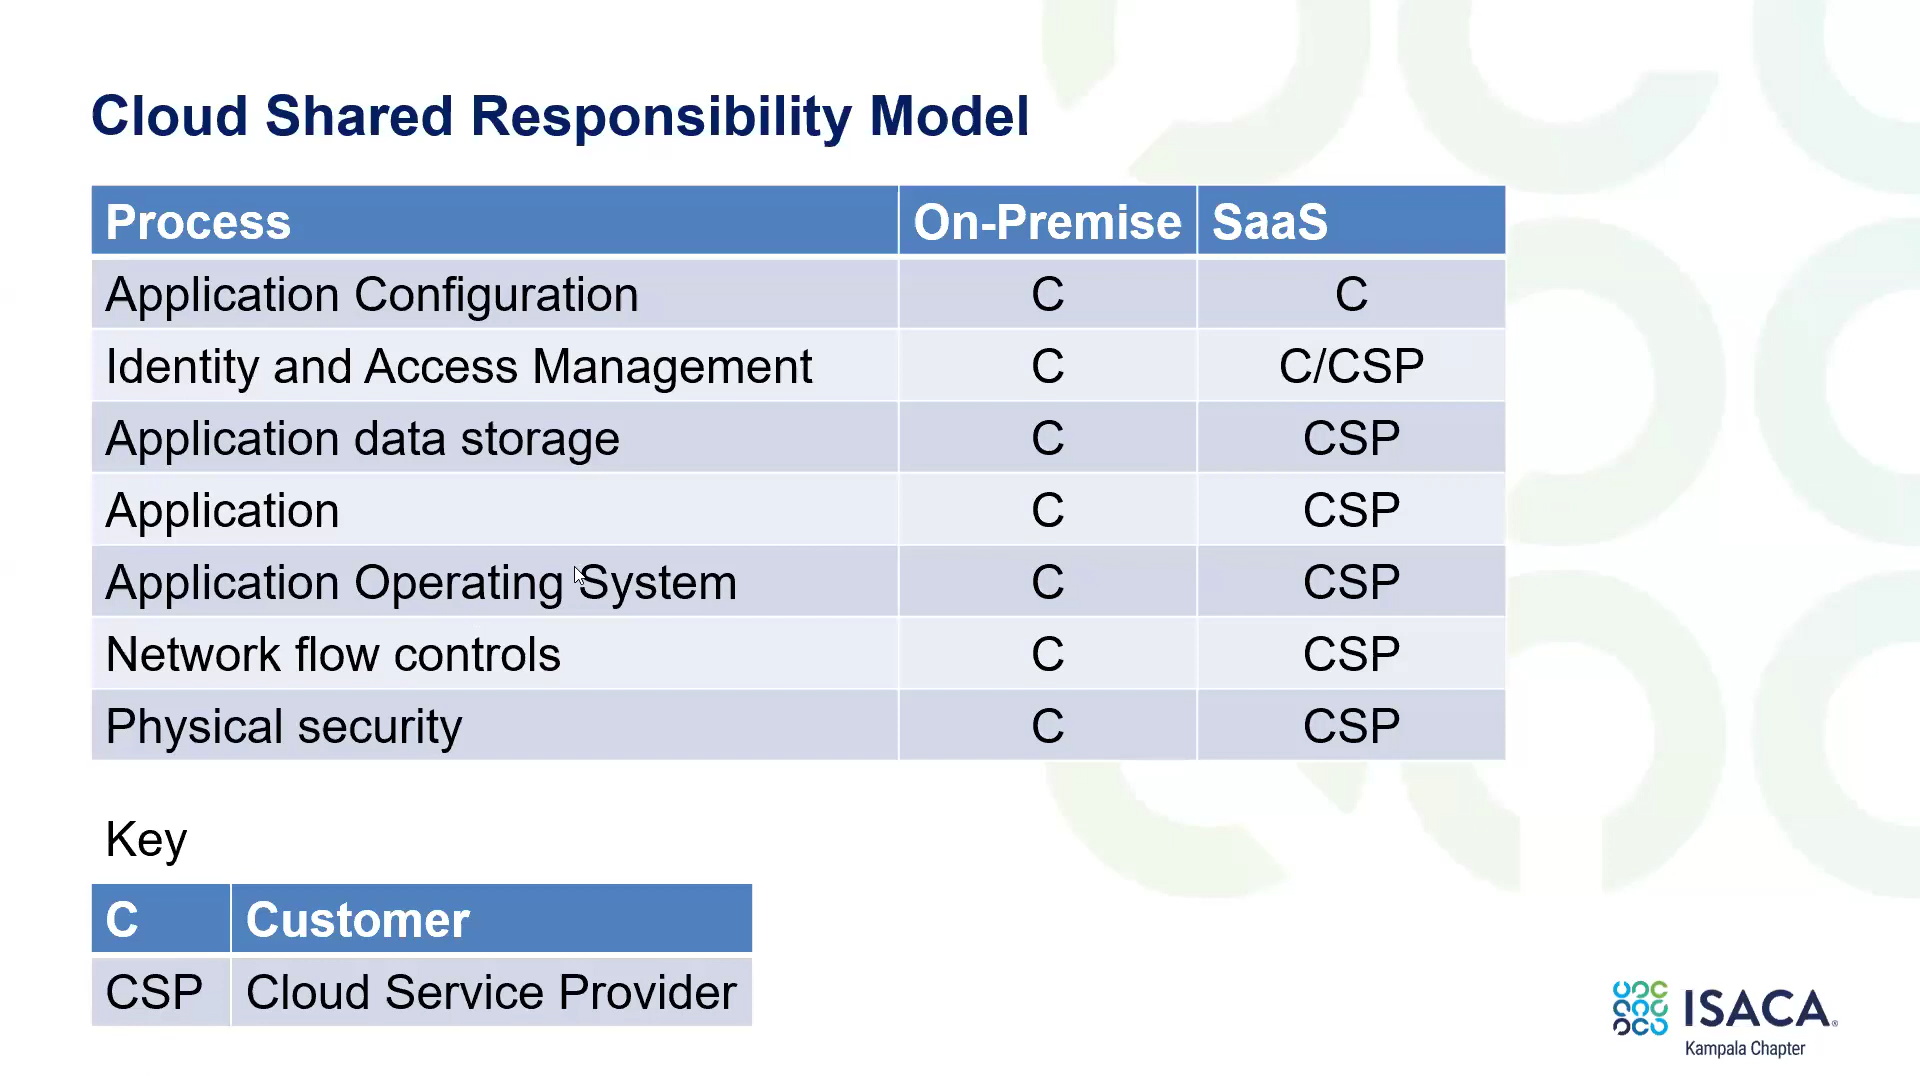 Cloud Shared Responsibility Model
Process On-Premise SaaS
Application Configuration C C
Identity and Access Management C C/CSP
Application data storage C CSP
Application C CSP
Application Operating System C CSP
Network flow controls C CSP
Physical security C CSP
Key
C Customer
CSP Cloud Service Provider
ISACA®
Kampala Chapter